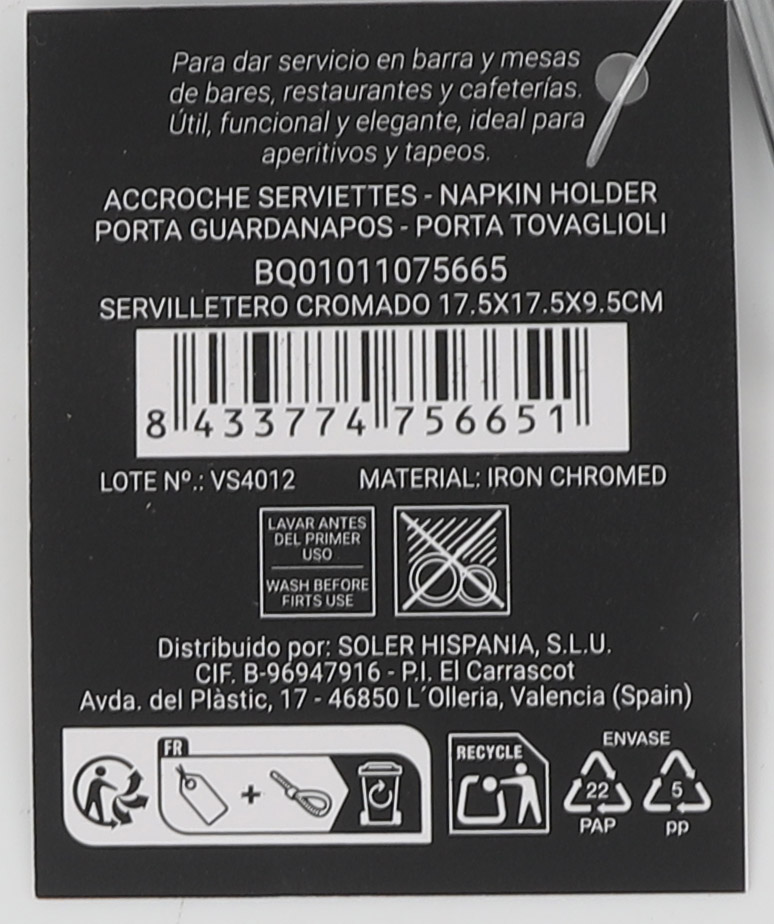 Para dar servicio en barra y mesas
de bares, restaurantes y cafeterías.
Útil, funcional y elegante, ideal para
aperitivos y tapeos.
ACCROCHE SERVIETTES - NAPKIN HOLDER
PORTA GUARDANAPOS - PORTA TOVAGLIOLI
BQ01011075665
SERVILLETERO CROMADO 17.5X17.5X9.5CM
8 433774 756651
LOTE Nº.: VS4012 MATERIAL: IRON CHROMED
LAVAR ANTES
DEL PRIMER
USO
WASH BEFORE
FIRTS USE
Distribuido por: SOLER HISPANIA, S.L.U.
CIF. B-96947916 - P.I. El Carrascot
Avda. del Plàstic, 17 - 46850 L´Olleria, Valencia (Spain)
FR
+
RECYCLE
ENVASE
22
PAP
5
pp